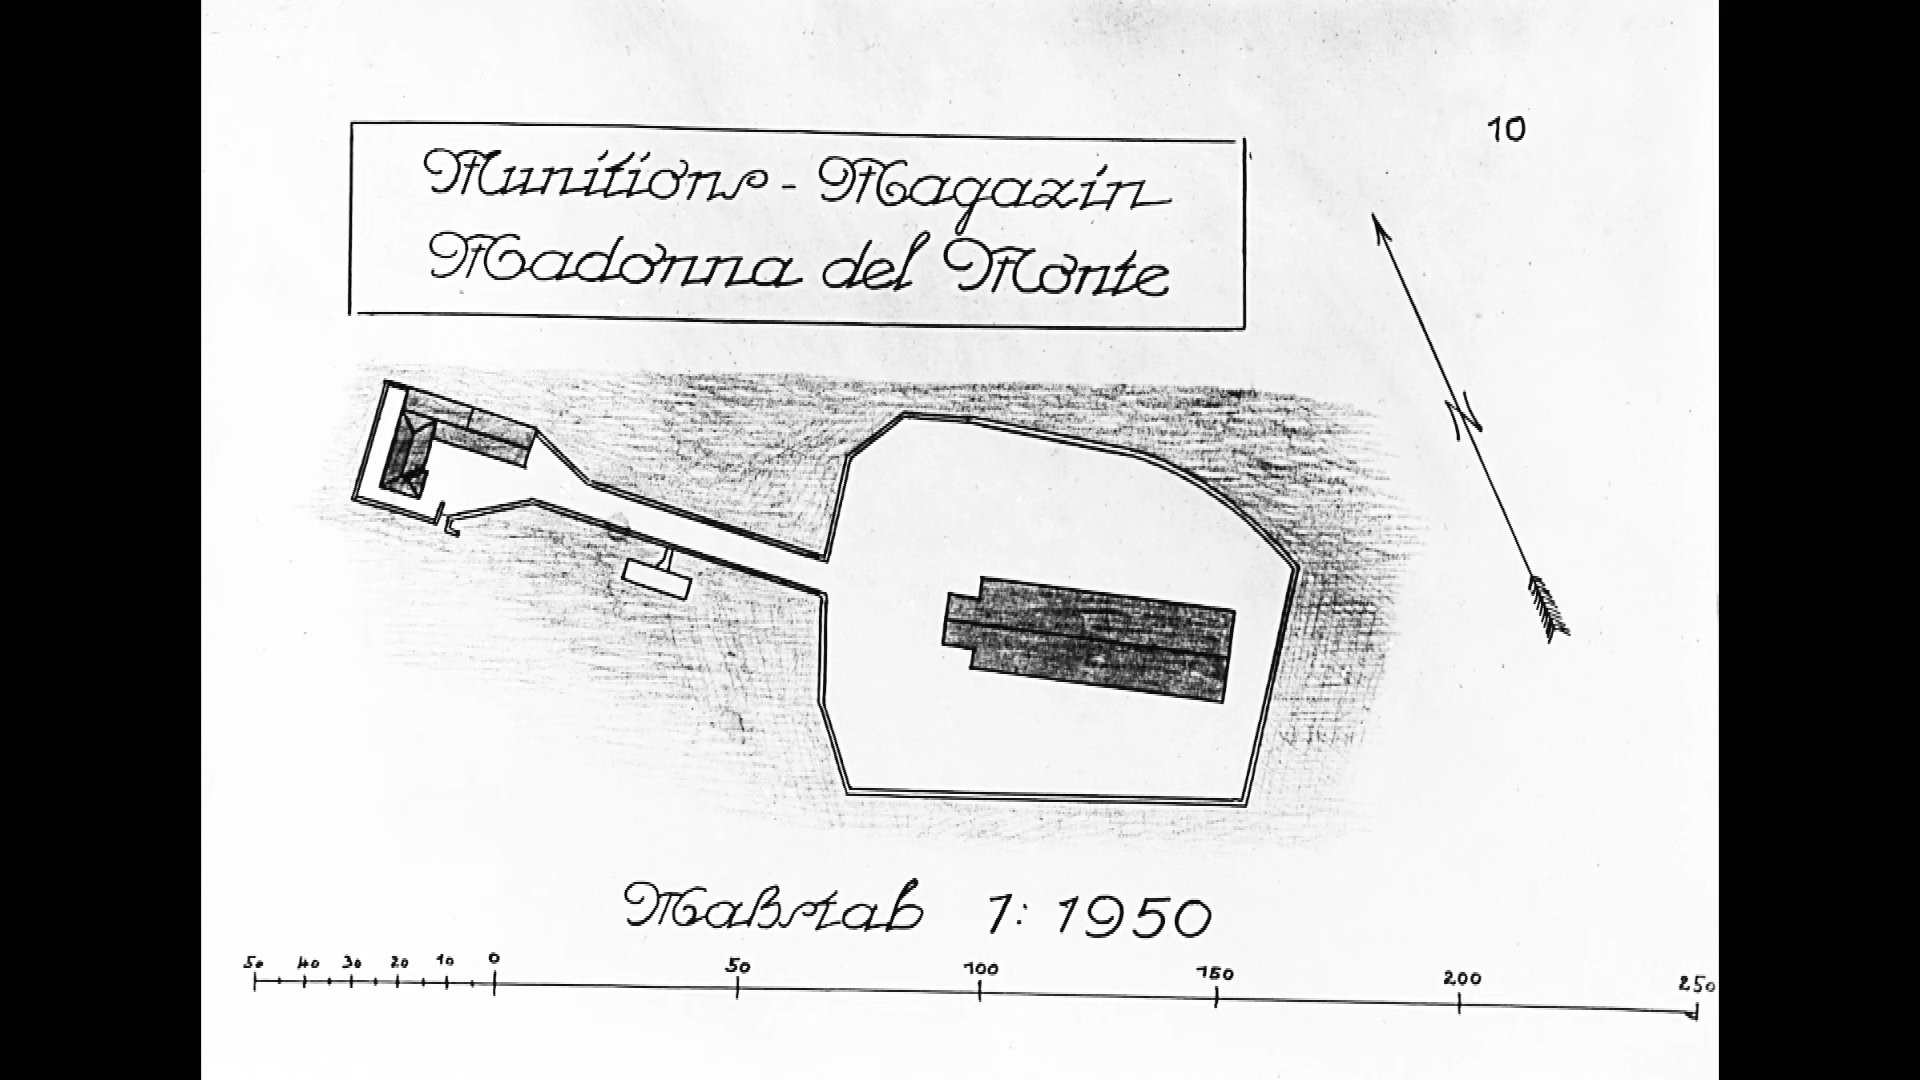 10
Munitions - Magazin
Madonna del Monte
N
Maßstab 1:1950
50 40 30 20 10 0 50 100 150 200 250